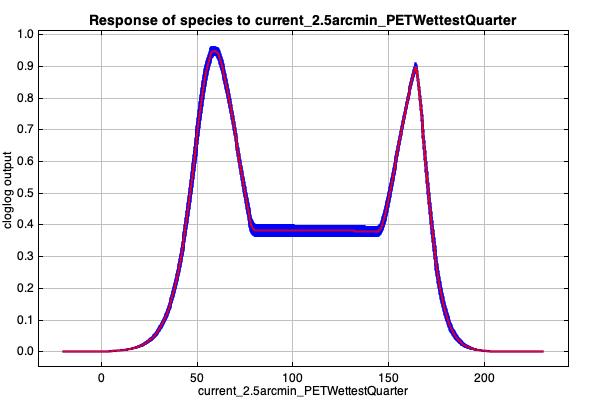 Response of species to current_2.5arcmin_PETWettestQuarter
1.0
0.9
0.8
0.7
0.6
0.5
0.4
0.3
0.2
0.1
0.0
cloglog output
0 50 100 150 200
current_2.5arcmin_PETWettestQuarter